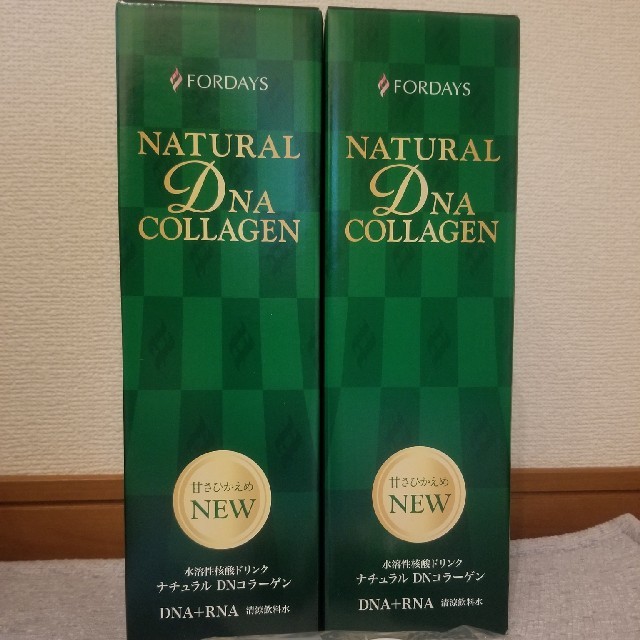 FORDAYS
NATURAL
DNA
COLLAGEN
甘さひかえめ
NEW
水溶性核酸ドリンク
ナチュラル DNコラーゲン
DNA+RNA 清涼飲料水
FORDAYS
NATURAL
DNA
COLLAGEN
甘さひかえめ
NEW
水溶性核酸ドリンク
ナチュラル DNコラーゲン
DNA+RNA 清涼飲料水